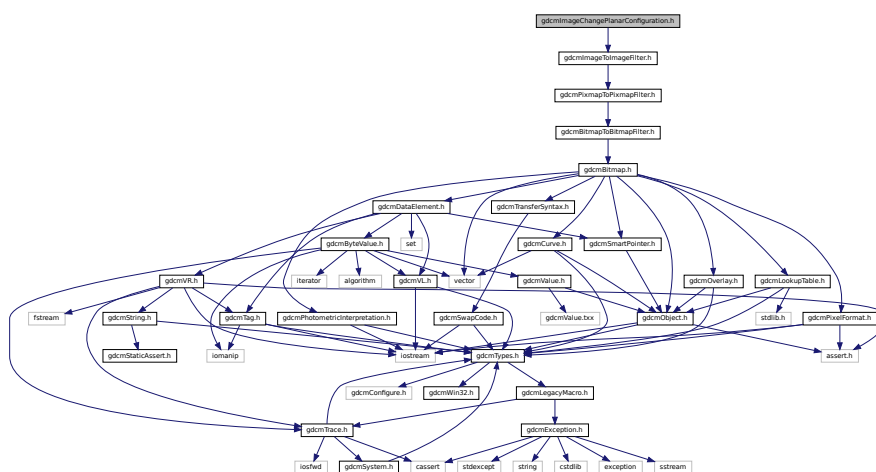 gdcmImageChangePlanarConfiguration.h
gdcmImageToImageFilter.h
gdcmPixmapToPixmapFilter.h
gdcmBitmapToBitmapFilter.h
gdcmBitmap.h
gdcmDataElement.h
gdcmTransferSyntax.h
gdcmByteValue.h
set
gdcmCurve.h
gdcmSmartPointer.h
gdcmVR.h
iterator
algorithm
gdcmVL.h
vector
gdcmValue.h
gdcmOverlay.h
gdcmLookupTable.h
fstream
gdcmString.h
gdcmTag.h
gdcmPhotometricInterpretation.h
gdcmSwapCode.h
gdcmValue.txx
gdcmObject.h
stdlib.h
gdcmPixelFormat.h
gdcmStaticAssert.h
iomanip
iostream
gdcmTypes.h
assert.h
gdcmConfigure.h
gdcmWin32.h
gdcmLegacyMacro.h
gdcmTrace.h
gdcmException.h
iosfwd
gdcmSystem.h
cassert
stdexcept
string
cstdlib
exception
sstream